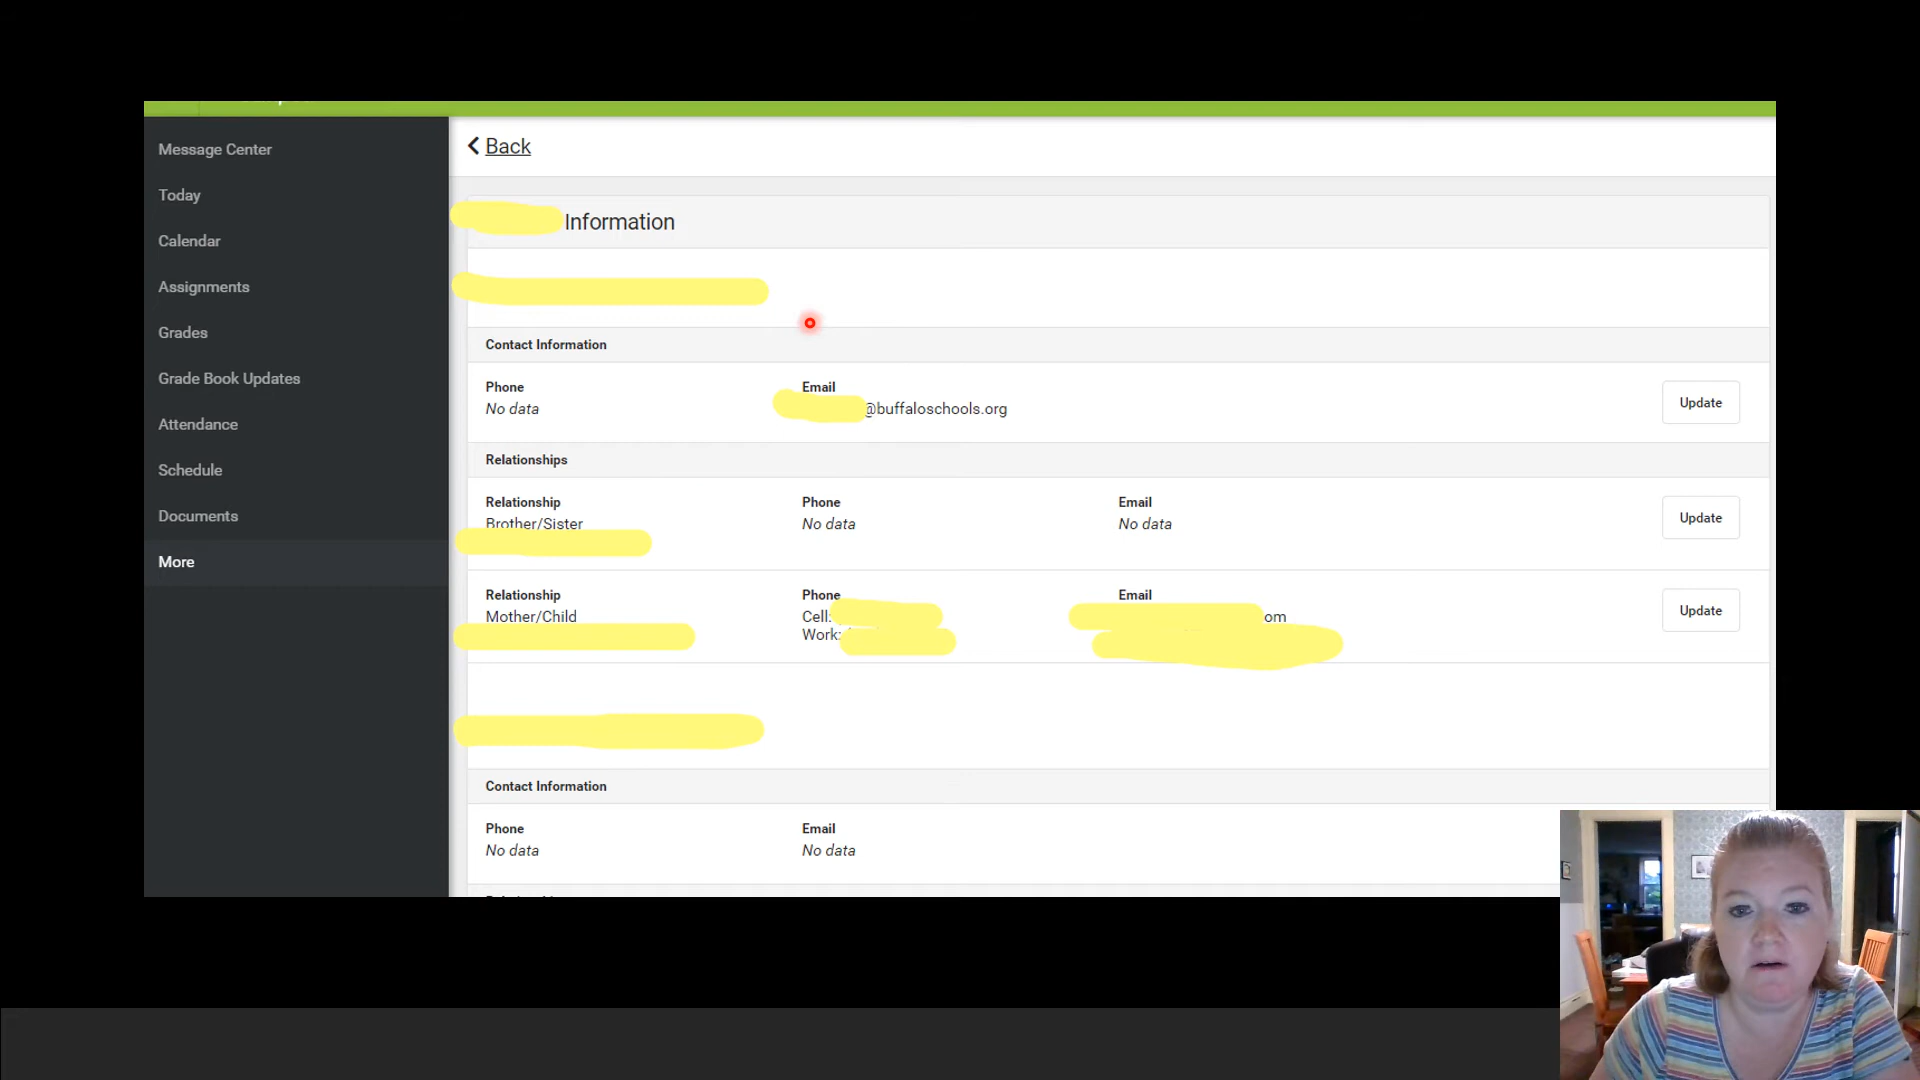 Message Center
Today
Calendar
Assignments
Grades
Grade Book Updates
Attendance
Schedule
Documents
More
Back
Information
Contact Information
Phone
No data
Email
@buffaloschools.org
Update
Relationships
Relationship
Brother/Sister
Phone
No data
Email
No data
Update
Relationship
Mother/Child
Phone
Cell:
Work:
Email
om
Update
Contact Information
Phone
No data
Email
No data